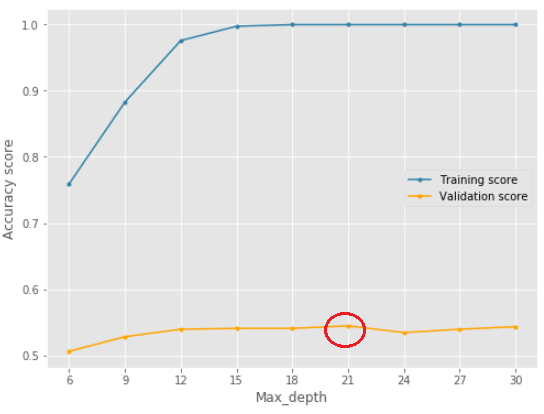 1.0
0.9
0.8
0.7
0.6
0.5
Accuracy score
Training score
Validation score
6 9 12 15 18 21 24 27 30
Max_depth